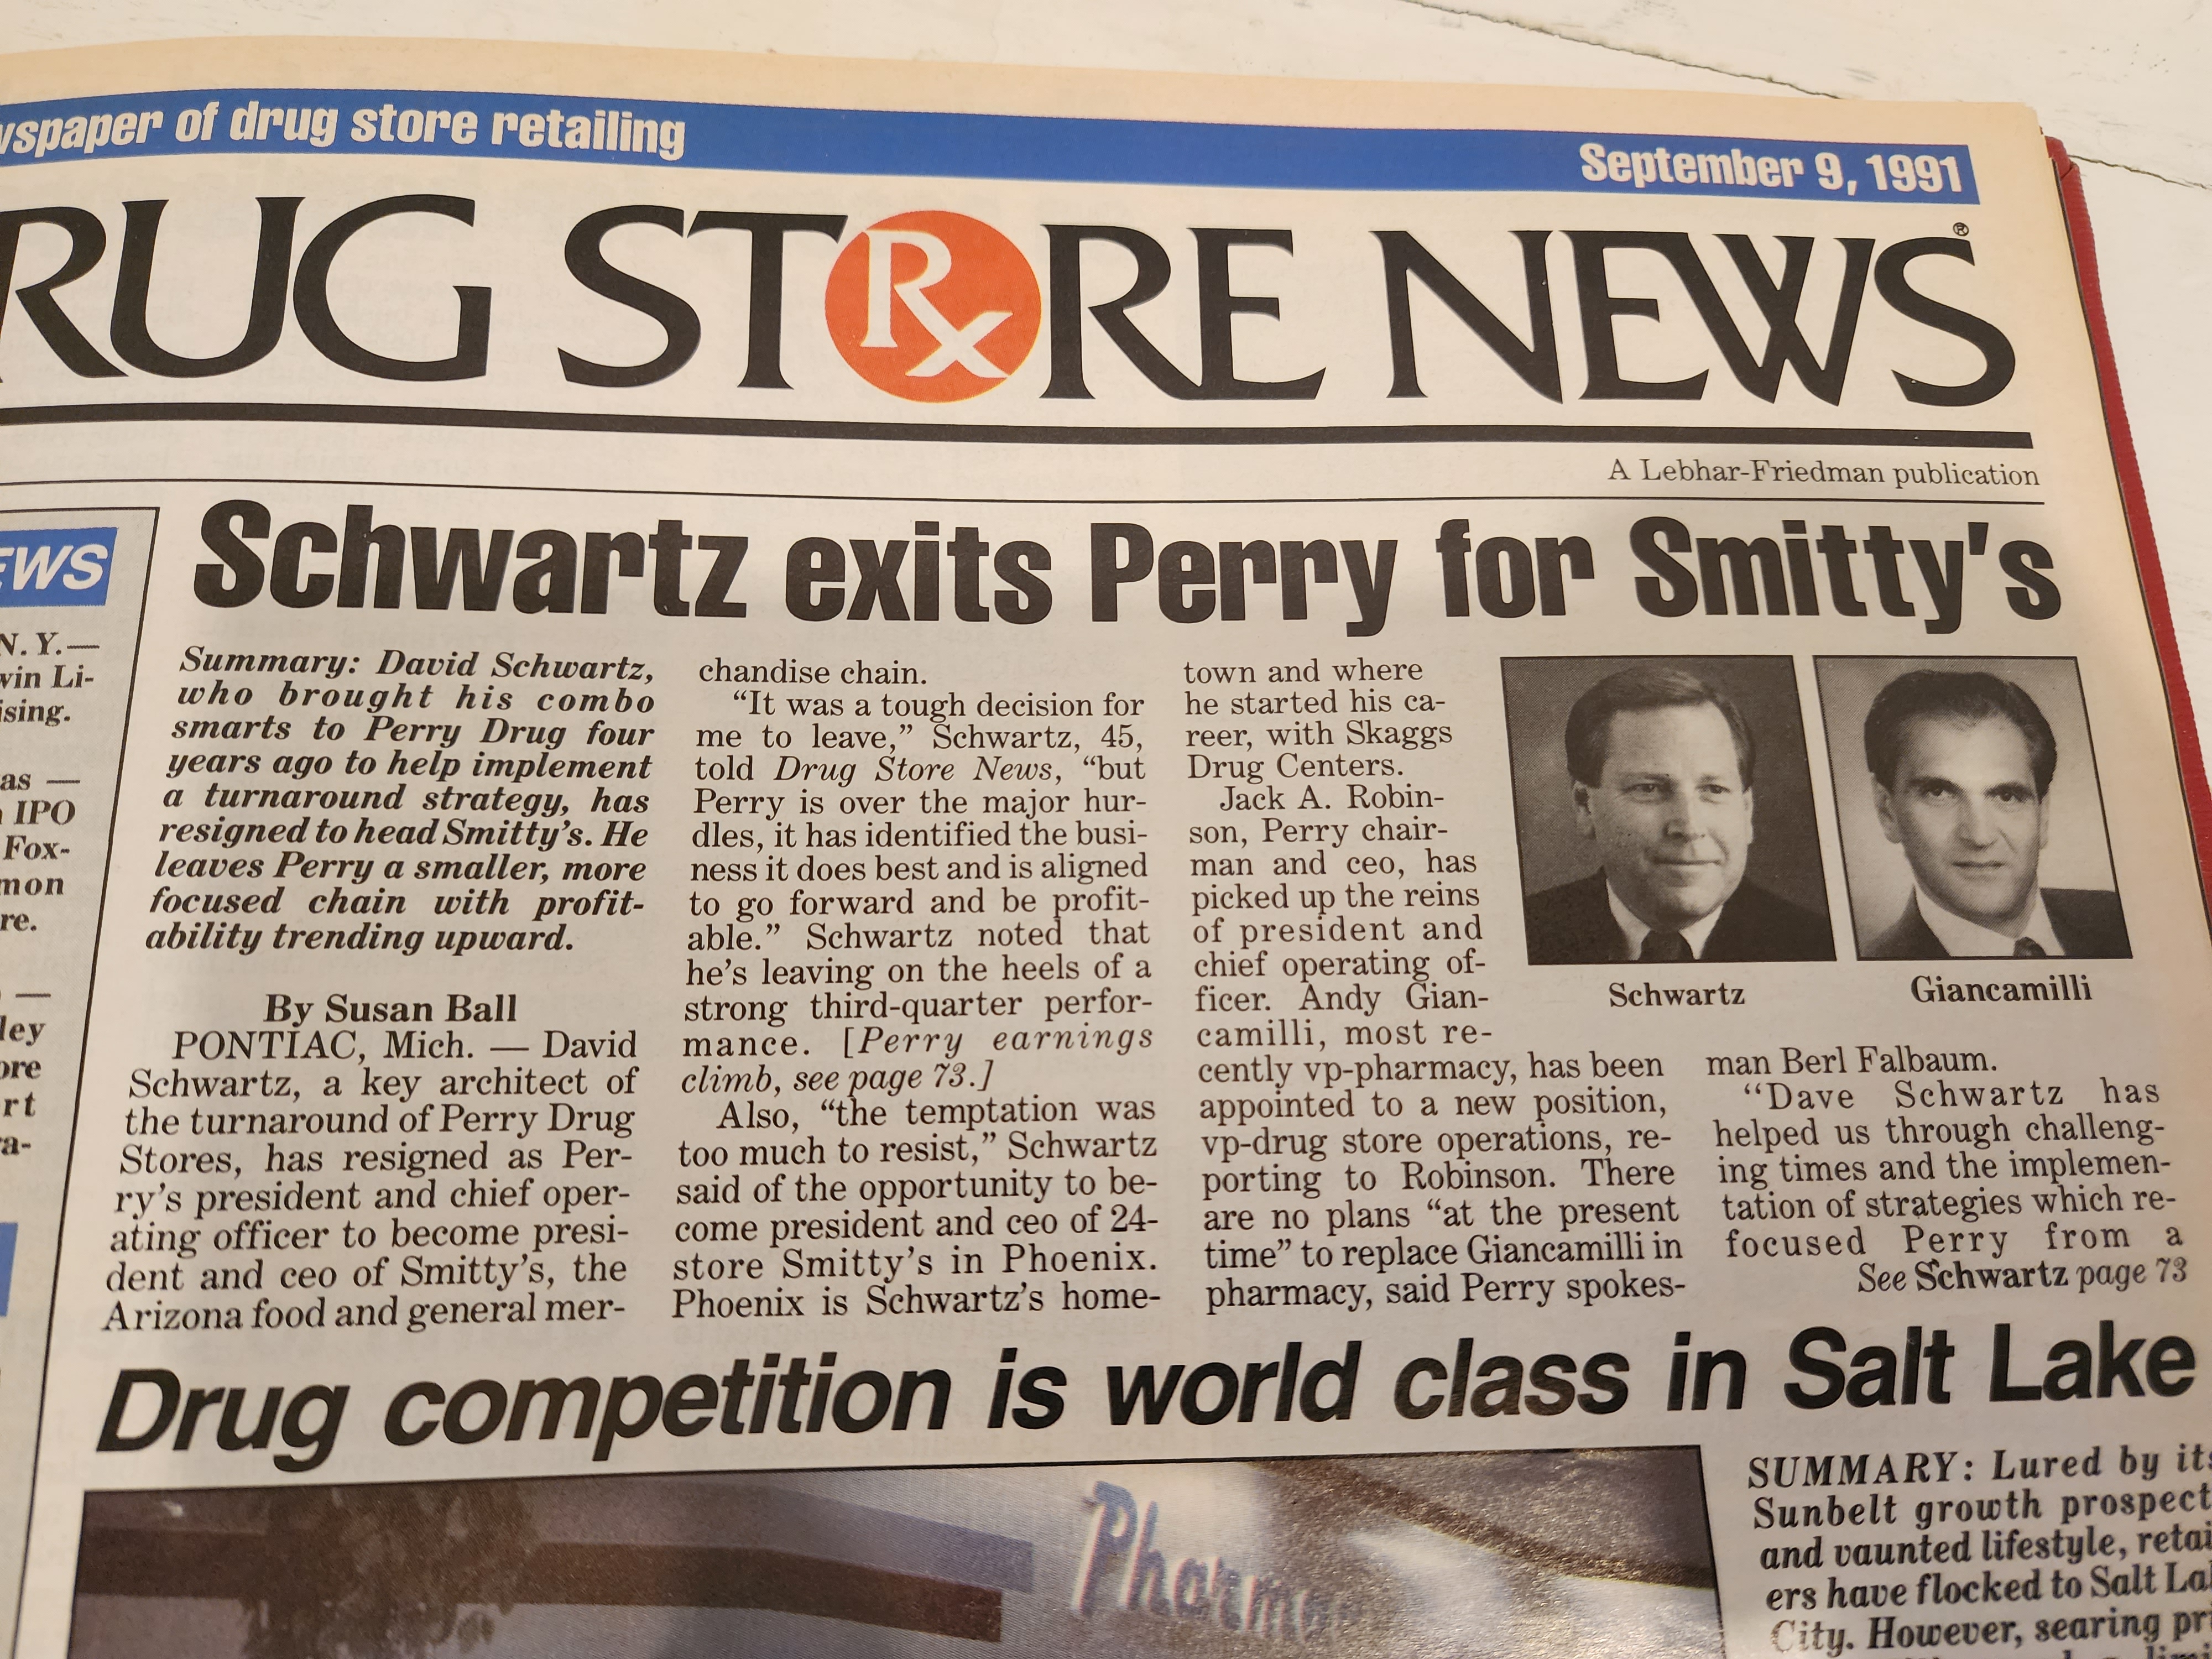 wspaper of drug store retailing
September 9, 1991
RUG STORE NEWS®
Rx
A Lebhar-Friedman publication
EWS
N. Y.—
win Li-
ising.
as —
IPO
Fox-
mon
re.
—
ley
ore
rt
a-
Schwartz exits Perry for Smitty's
Summary: David Schwartz,
who brought his combo
smarts to Perry Drug four
years ago to help implement
a turnaround strategy, has
resigned to head Smitty's. He
leaves Perry a smaller, more
focused chain with profit-
ability trending upward.
By Susan Ball
PONTIAC, Mich. — David
Schwartz, a key architect of
the turnaround of Perry Drug
Stores, has resigned as Per-
ry's president and chief oper-
ating officer to become presi-
dent and ceo of Smitty's, the
Arizona food and general mer-
chandise chain.
“It was a tough decision for
me to leave,” Schwartz, 45,
told Drug Store News, “but
Perry is over the major hur-
dles, it has identified the busi-
ness it does best and is aligned
to go forward and be profit-
able.” Schwartz noted that
he's leaving on the heels of a
strong third-quarter perfor-
mance. [Perry earnings
climb, see page 73.]
Also, “the temptation was
too much to resist,” Schwartz
said of the opportunity to be-
come president and ceo of 24-
store Smitty's in Phoenix.
Phoenix is Schwartz's home-
town and where
he started his ca-
reer, with Skaggs
Drug Centers.
Jack A. Robin-
son, Perry chair-
man and ceo, has
picked up the reins
of president and
chief operating of-
ficer. Andy Gian-
camilli, most re-
cently vp-pharmacy, has been
appointed to a new position,
vp-drug store operations, re-
porting to Robinson. There
are no plans “at the present
time” to replace Giancamilli in
pharmacy, said Perry spokes-
Schwartz
Giancamilli
man Berl Falbaum.
“Dave Schwartz has
helped us through challeng-
ing times and the implemen-
tation of strategies which re-
focused Perry from a
See Schwartz page 73
Drug competition is world class in Salt Lake
Pharm
SUMMARY: Lured by its
Sunbelt growth prospect
and vaunted lifestyle, retai
ers have flocked to Salt Lak
City. However, searing pri